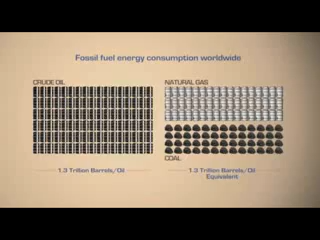 Fossil fuel energy consumption worldwide
CRUDE OIL
NATURAL GAS
COAL
1.3 Trillion Barrels/Oil
1.3 Trillion Barrels/Oil
Equivalent